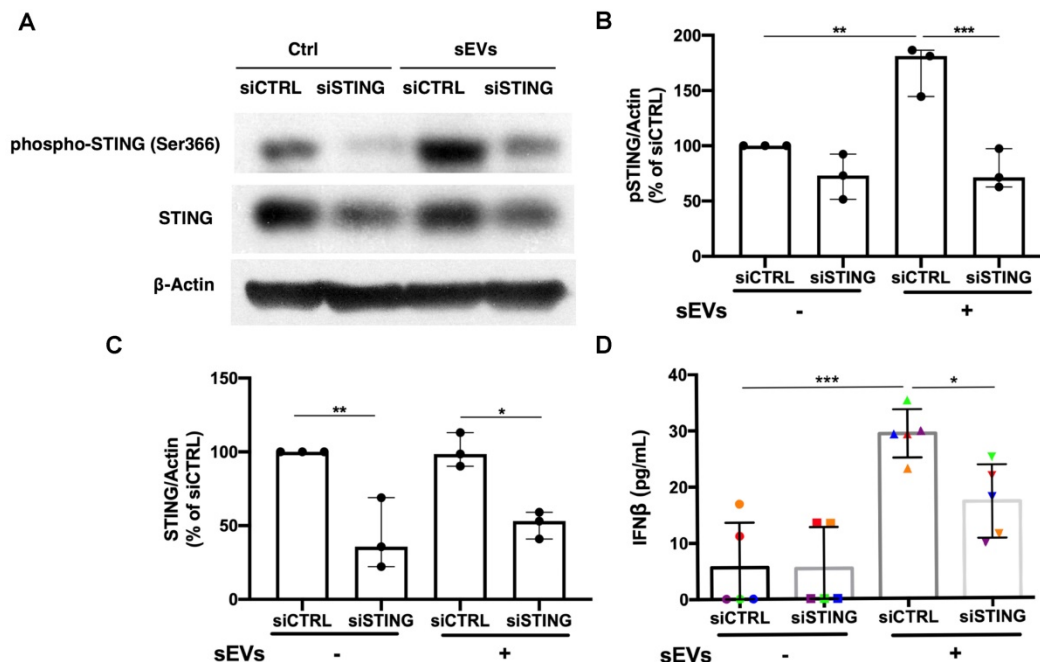 A
Ctrl sEVs
siCTRL siSTING siCTRL siSTING
phospho-STING (Ser366)
STING
β-Actin
B
** ***
pSTING/Actin
(% of siCTRL)
200
150
100
50
0
siCTRL siSTING siCTRL siSTING
sEVs - +
C
** *
STING/Actin
(% of siCTRL)
150
100
50
0
siCTRL siSTING siCTRL siSTING
sEVs - +
D
*** *
IFNβ (pg/mL)
40
30
20
10
0
siCTRL siSTING siCTRL siSTING
sEVs - +